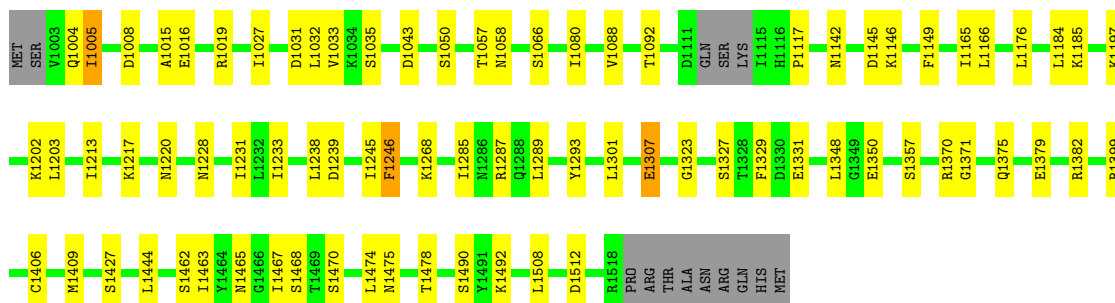 MET SER V1003 Q1004 I1005 D1008 A1015 E1016 R1019 I1027 D1031 L1032 V1033 K1034 S1035 D1043 S1050 T1057 N1058 S1066 I1080 V1088 T1092 D1111 GLN SER LYS I1115 H1116 P1117 N1142 D1145 K1146 F1149 I1165 L1166 L1176 L1184 K1185 K1197
K1202 L1203 I1213 K1217 N1220 N1228 I1231 L1232 I1233 L1238 D1239 I1245 F1246 K1268 I1285 N1286 R1287 Q1288 L1289 Y1293 L1301 E1307 G1323 S1327 T1328 F1329 D1330 E1331 L1348 G1349 E1350 S1357 R1370 G1371 Q1375 E1379 R1382
C1406 M1409 S1427 L1444 S1462 I1463 Y1464 N1465 G1466 I1467 S1468 T1469 S1470 L1474 N1475 T1478 S1490 Y1491 K1492 L1508 D1512 R1518 PRO ARG THR ALA ASN ARG GLN HIS MET